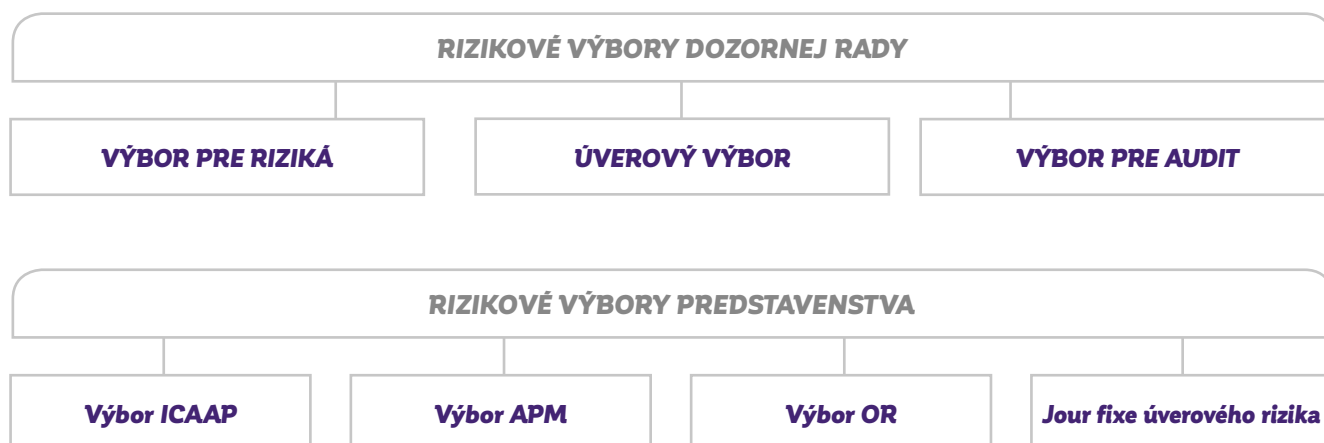 RIZIKOVÉ VÝBORY DOZORNEJ RADY
VÝBOR PRE RIZIKÁ
ÚVEROVÝ VÝBOR
VÝBOR PRE AUDIT
RIZIKOVÉ VÝBORY PREDSTAVENSTVA
Výbor ICAAP
Výbor APM
Výbor OR
Jour fixe úverového rizika